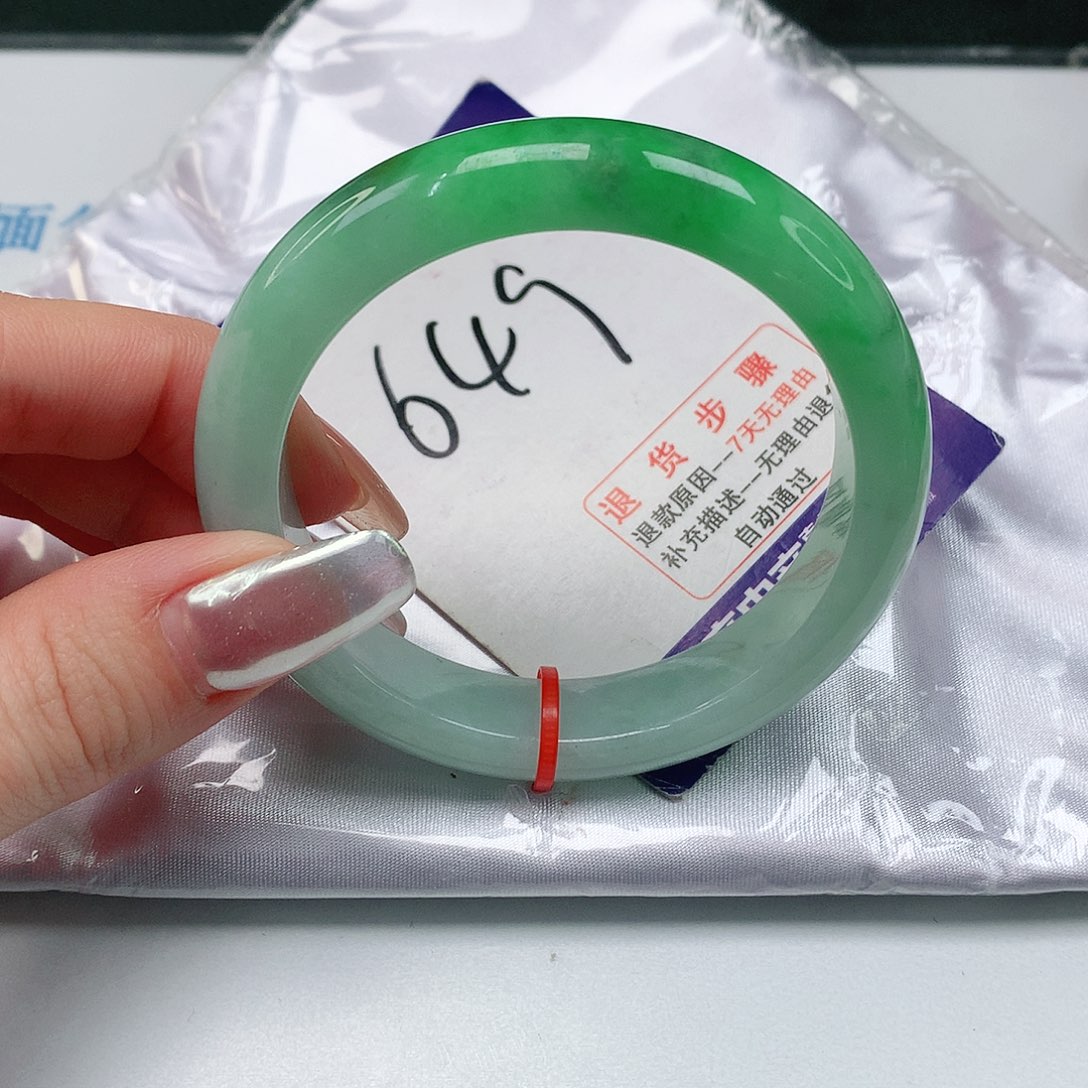 缅
649
退货步骤
退款原因--7天无理由
补充描述--无理由退
自动通过